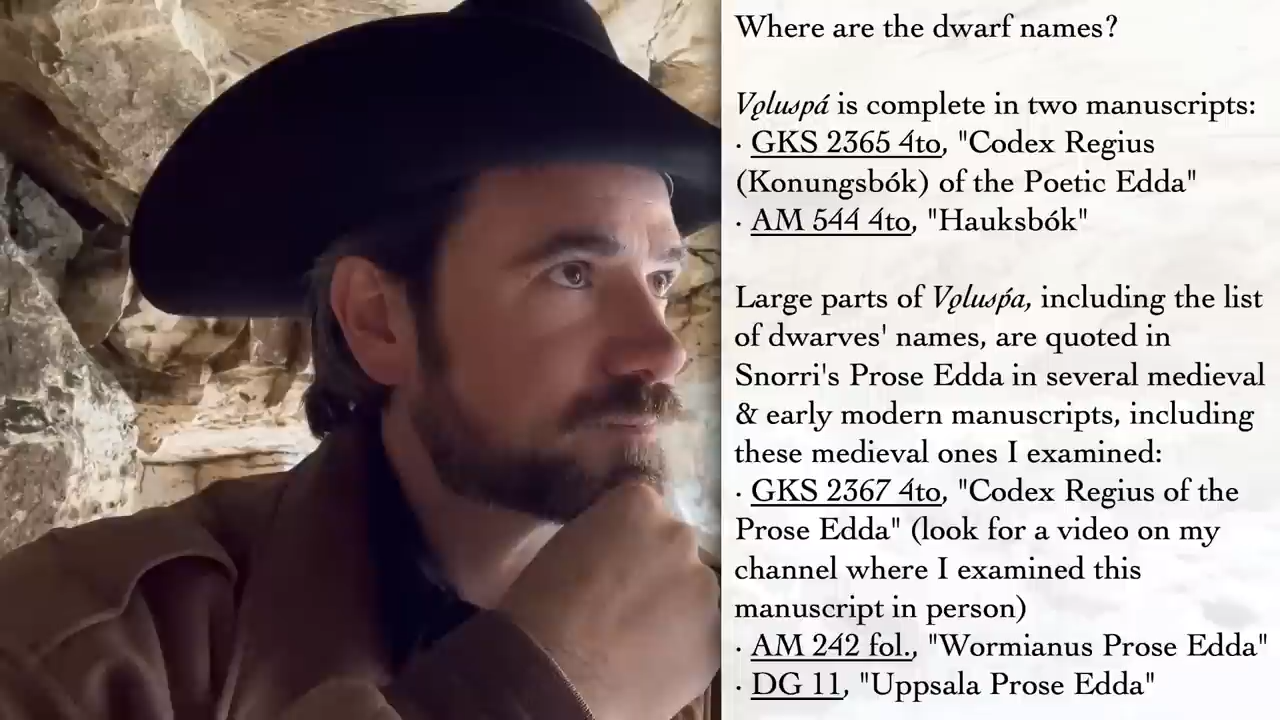 Where are the dwarf names?
Vǫluspá is complete in two manuscripts:
· GKS 2365 4to, "Codex Regius
(Konungsbók) of the Poetic Edda"
· AM 544 4to, "Hauksbók"
Large parts of Vǫlusṕa, including the list
of dwarves' names, are quoted in
Snorri's Prose Edda in several medieval
& early modern manuscripts, including
these medieval ones I examined:
· GKS 2367 4to, "Codex Regius of the
Prose Edda" (look for a video on my
channel where I examined this
manuscript in person)
· AM 242 fol., "Wormianus Prose Edda"
· DG 11, "Uppsala Prose Edda"